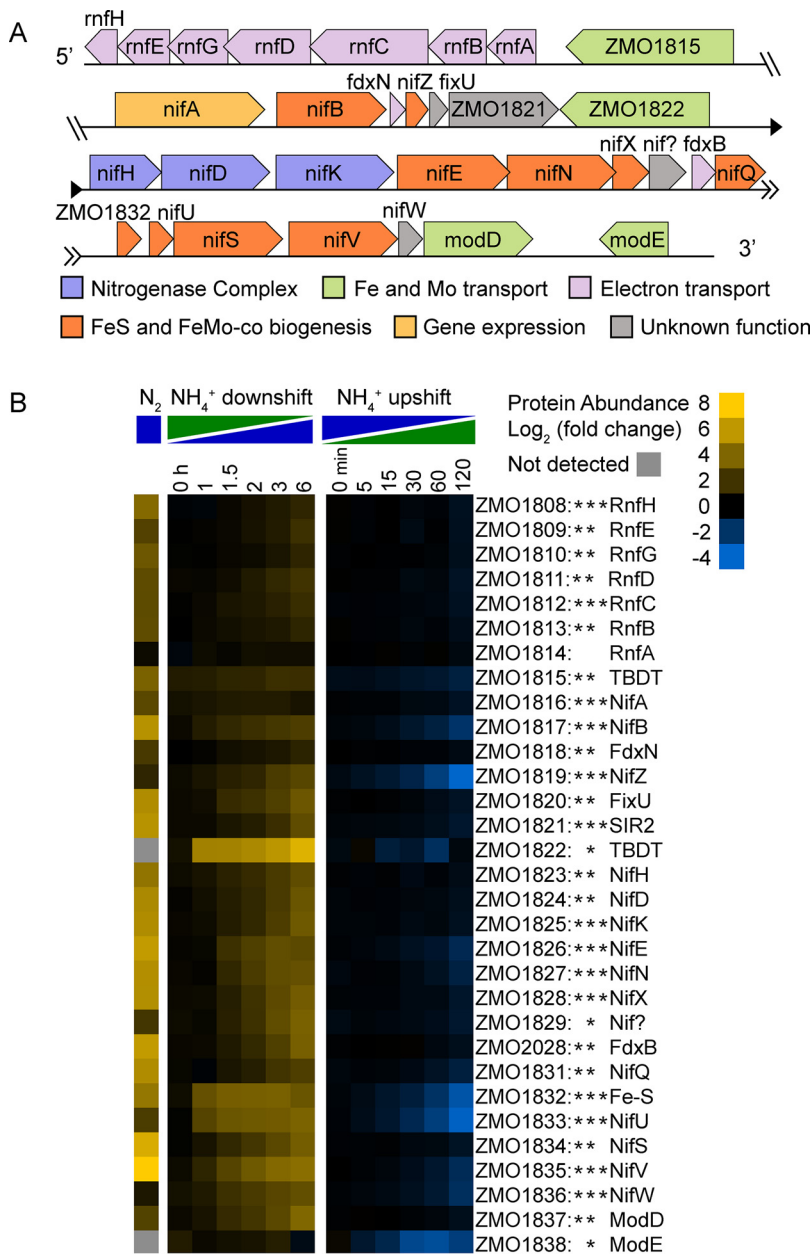 A
rnfH
rnfE rnfG rnfD rnfC rnfB rnfA ZMO1815
5’
fdxN nifZ fixU
nifA nifB ZMO1821 ZMO1822
nifX nif? fdxB
nifH nifD nifK nifE nifN nifQ
ZMO1832 nifU nifW
nifS nifV modD modE 3’
Nitrogenase Complex Fe and Mo transport Electron transport
FeS and FeMo-co biogenesis Gene expression Unknown function
B
N2 NH4+ downshift NH4+ upshift
Protein Abundance 8
Log2 (fold change) 6
Not detected 4
2
0
-2
-4
0 h 1 1.5 2 3 6 0 min 5 15 30 60 120
ZMO1808:***RnfH
ZMO1809:** RnfE
ZMO1810:** RnfG
ZMO1811:** RnfD
ZMO1812:***RnfC
ZMO1813:** RnfB
ZMO1814: RnfA
ZMO1815:** TBDT
ZMO1816:***NifA
ZMO1817:***NifB
ZMO1818:** FdxN
ZMO1819:***NifZ
ZMO1820:** FixU
ZMO1821:***SIR2
ZMO1822: * TBDT
ZMO1823:** NifH
ZMO1824:** NifD
ZMO1825:***NifK
ZMO1826:***NifE
ZMO1827:***NifN
ZMO1828:***NifX
ZMO1829: * Nif?
ZMO2028:** FdxB
ZMO1831:** NifQ
ZMO1832:***Fe-S
ZMO1833:***NifU
ZMO1834:** NifS
ZMO1835:***NifV
ZMO1836:***NifW
ZMO1837:** ModD
ZMO1838: * ModE